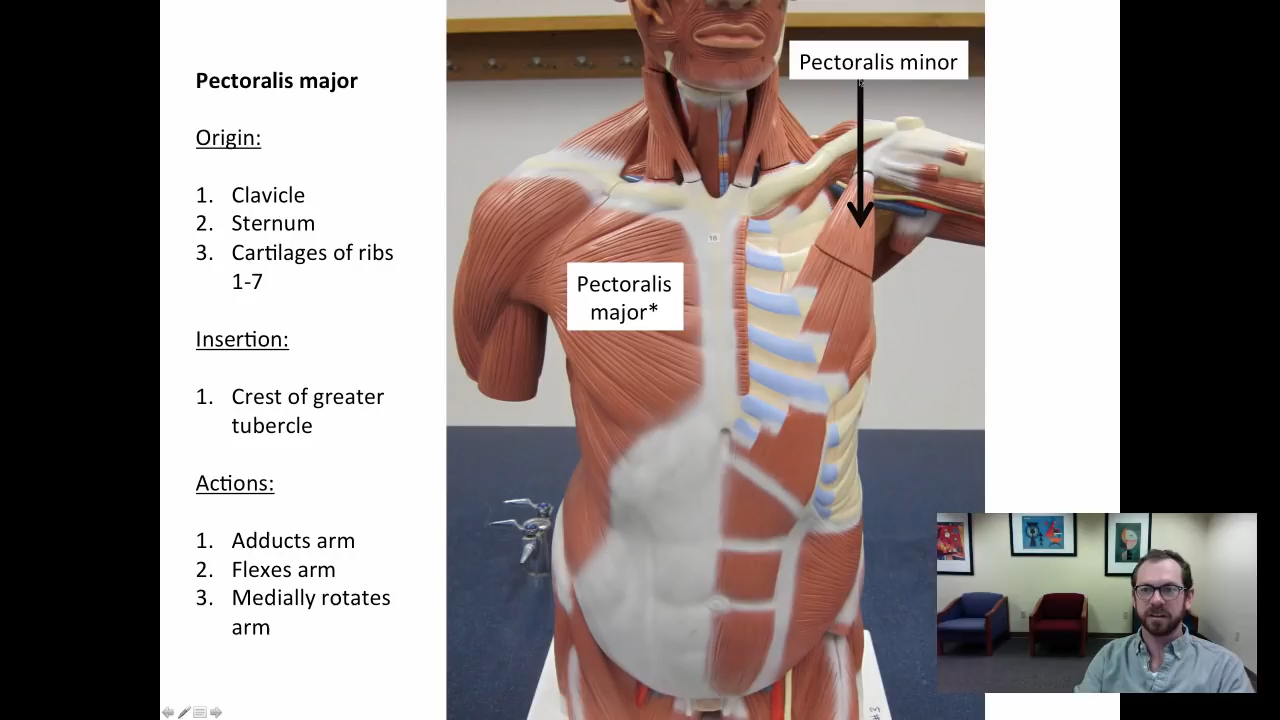 Pectoralis major
Origin:
1. Clavicle
2. Sternum
3. Cartilages of ribs
1-7
Insertion:
1. Crest of greater
tubercle
Actions:
1. Adducts arm
2. Flexes arm
3. Medially rotates
arm
Pectoralis minor
16
Pectoralis
major*